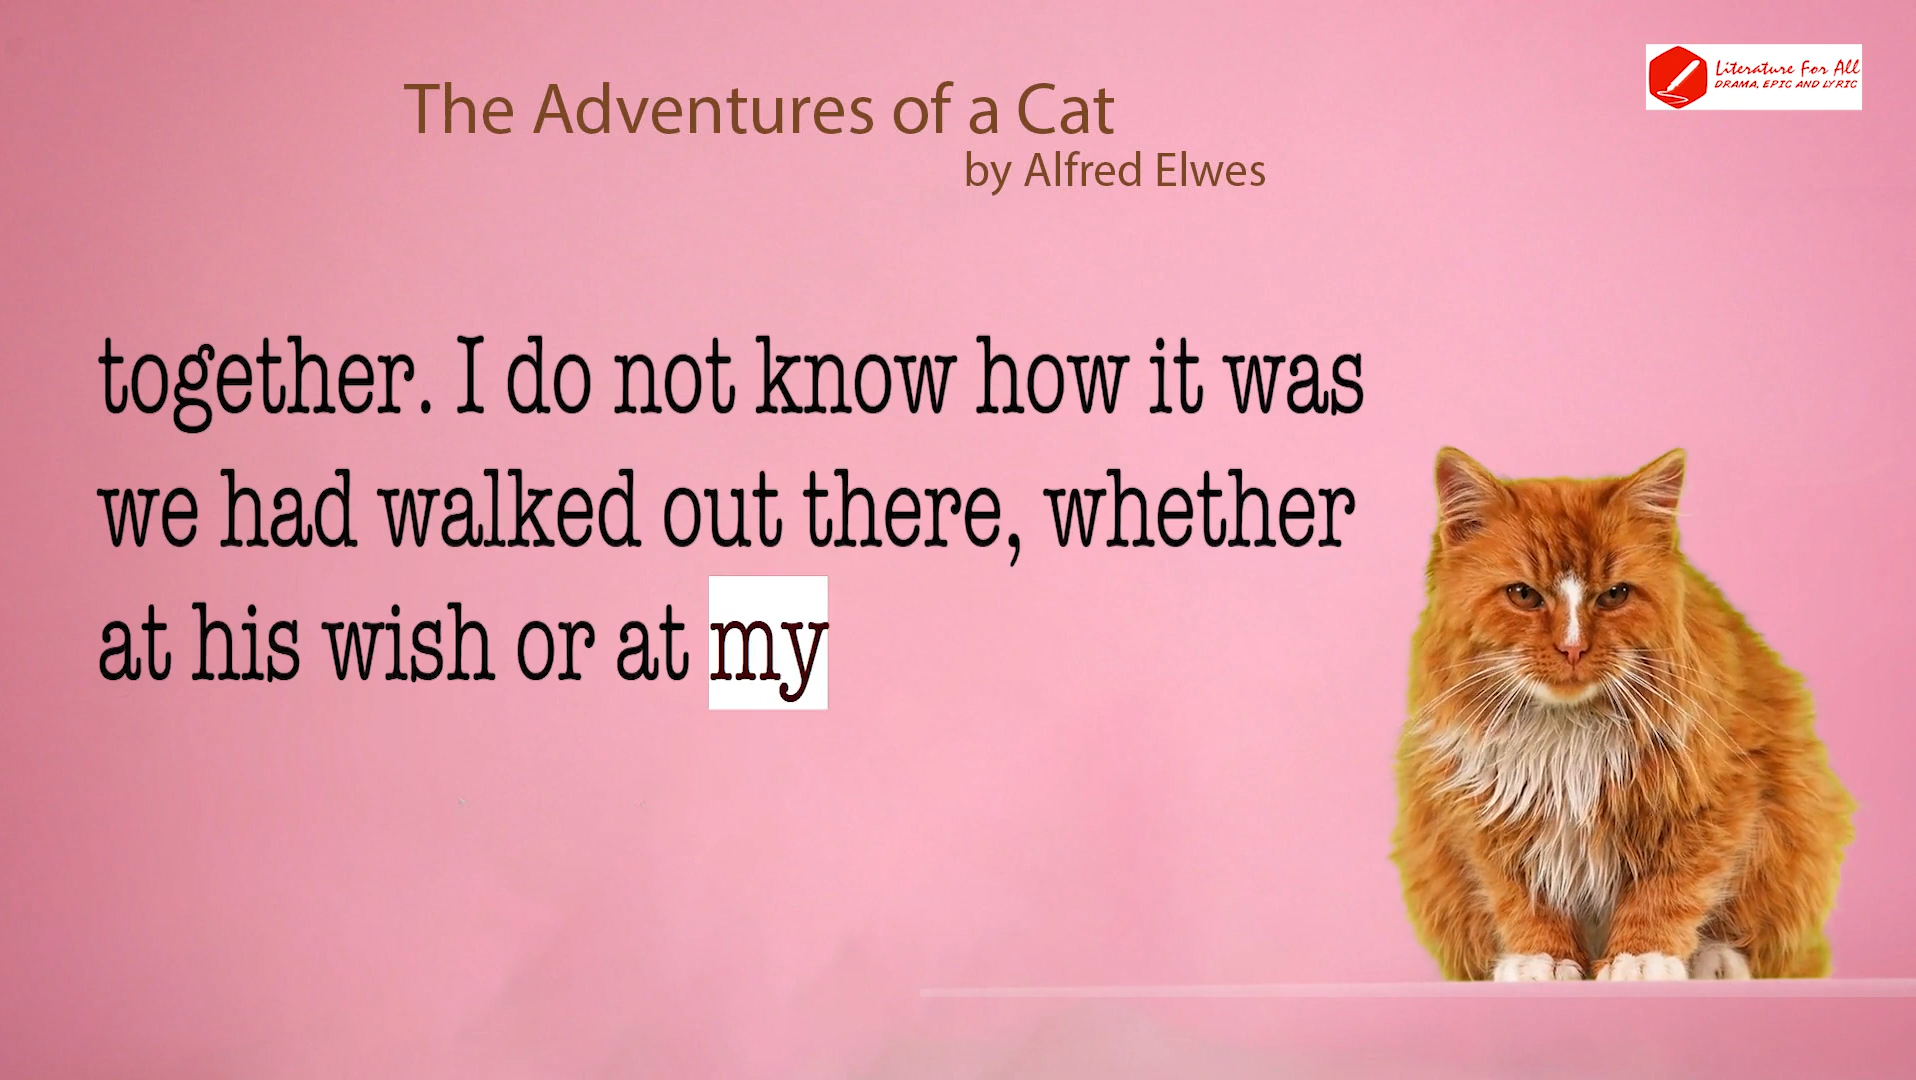 The Adventures of a Cat
by Alfred Elwes
Literature For All
DRAMA, EPIC AND LYRIC
together. I do not know how it was
we had walked out there, whether
at his wish or at my